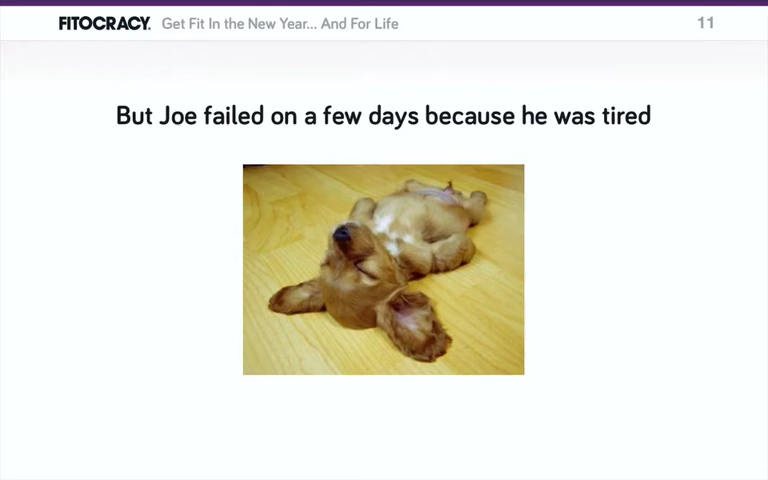 FITOCRACY. Get Fit In the New Year... And For Life 11
But Joe failed on a few days because he was tired